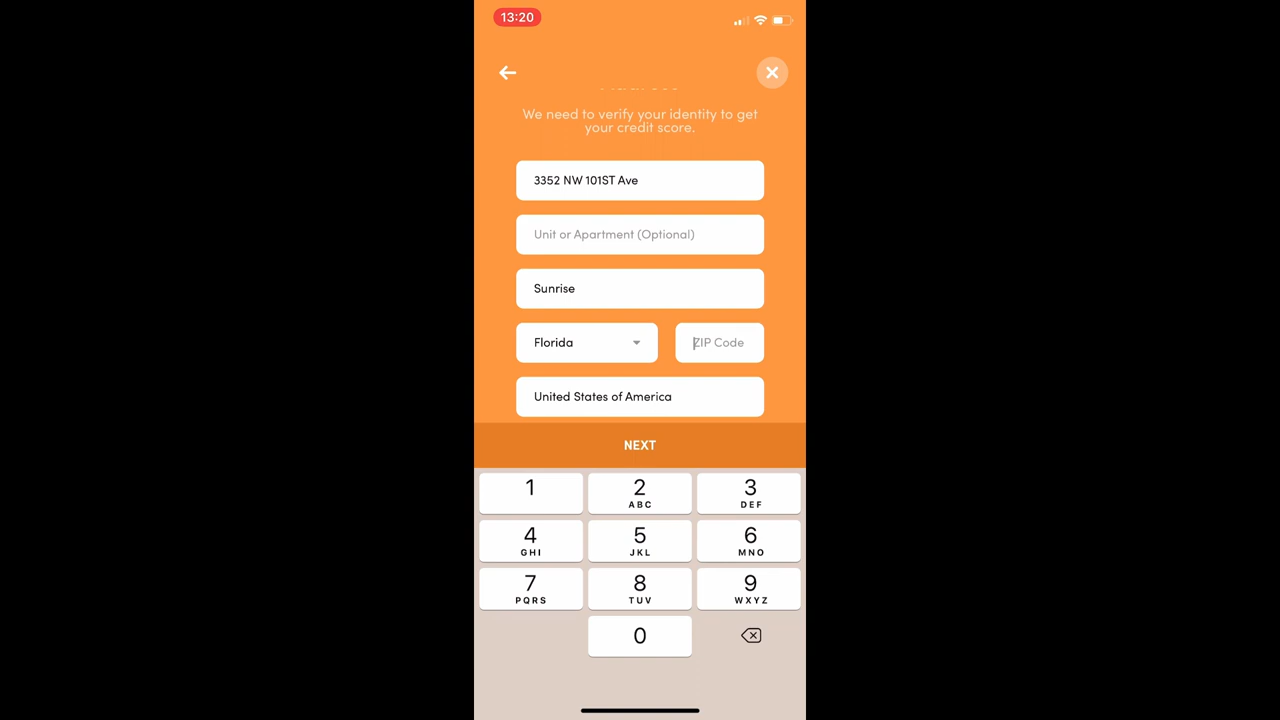 13:20
We need to verify your identity to get
your credit score.
3352 NW 101ST Ave
Unit or Apartment (Optional)
Sunrise
Florida
ZIP Code
United States of America
NEXT
1
2
ABC
3
DEF
4
GHI
5
JKL
6
MNO
7
PQRS
8
TUV
9
WXYZ
0